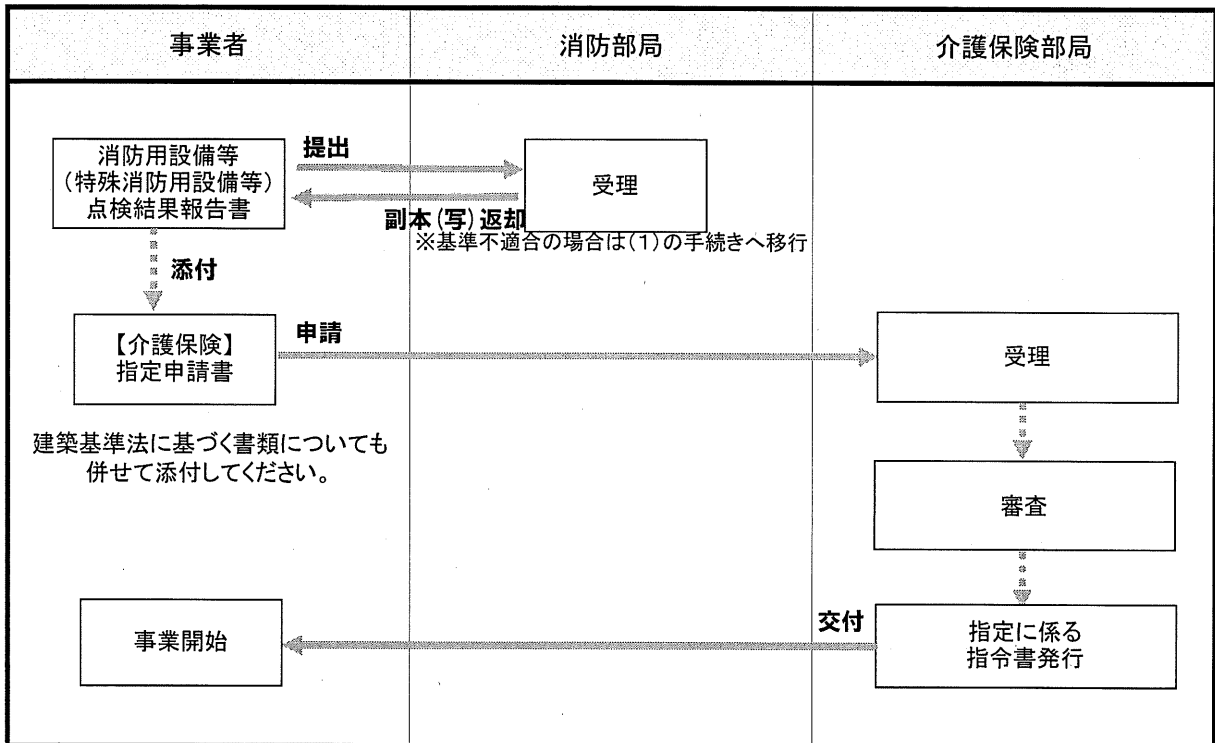 事業者
消防部局
介護保険部局
消防用設備等
(特殊消防用設備等)
点検結果報告書
提出
受理
副本(写)返却
※基準不適合の場合は(1)の手続きへ移行
添付
【介護保険】
指定申請書
申請
受理
建築基準法に基づく書類についても
併せて添付してください。
審査
事業開始
交付
指定に係る
指令書発行